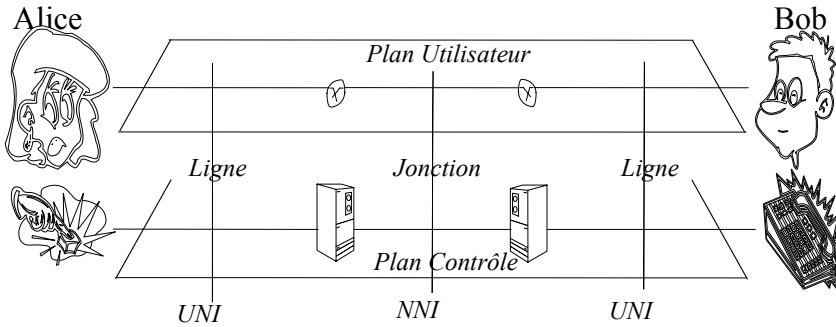 Alice Bob
Plan Utilisateur
Ligne Jonction Ligne
Plan Contrôle
UNI NNI UNI